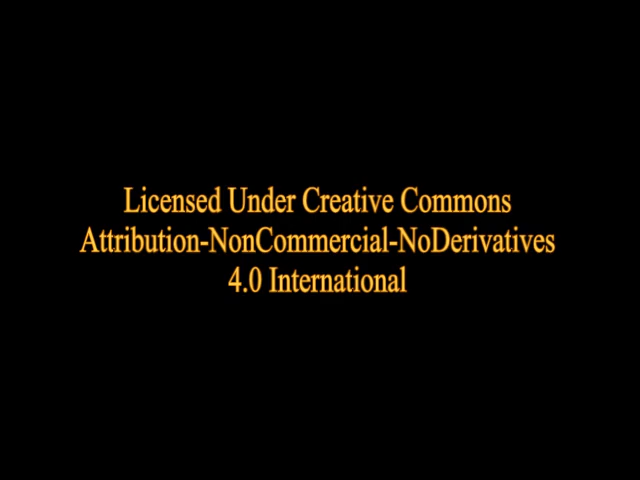 Licensed Under Creative Commons
Attribution-NonCommercial-NoDerivatives
4.0 International